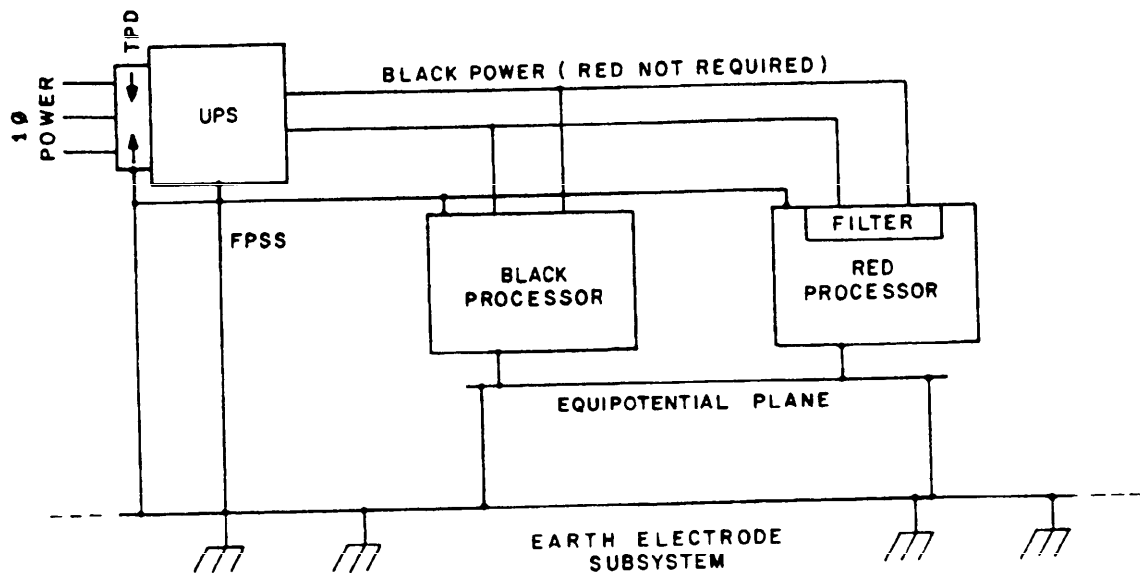 TPD
1Ø
POWER
UPS
BLACK POWER ( RED NOT REQUIRED )
FPSS
BLACK
PROCESSOR
FILTER
RED
PROCESSOR
EQUIPOTENTIAL PLANE
EARTH ELECTRODE
SUBSYSTEM